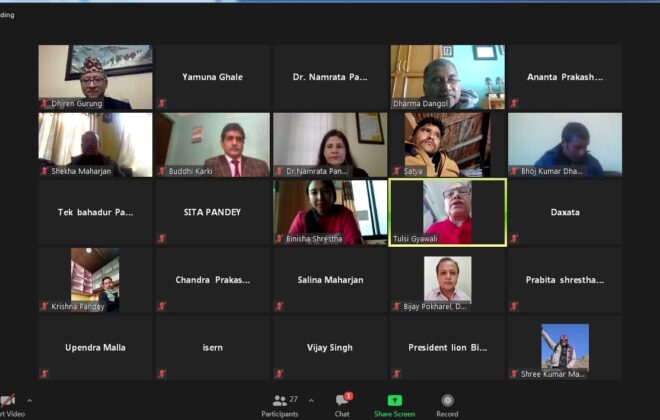 ding
Dhiren Gurung
Yamuna Ghale
Dr. Namrata Pa...
Dharma Dangol
Ananta Prakash...
Shekha Maharjan
Buddhi Karki
Dr.Namrata Pan...
Satya
Bhoj Kumar Dha...
Tek bahadur Pa...
SITA PANDEY
Binisha Shrestha
Tulsi Gyawali
Daxata
Krishna Pandey
Chandra Prakas...
Salina Maharjan
Bijay Pokharel, D...
Prabita shrestha...
Upendra Malla
isern
Vijay Singh
President lion Bi...
Shree Kumar Ma...
rt Video
27
Participants
1
Chat
Share Screen
Record